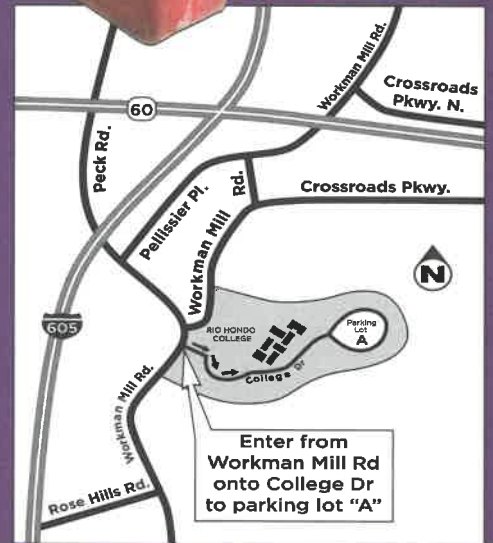 Workman Mill Rd.
Crossroads
Pkwy. N.
60
Peck Rd.
Pellissier Pl.
Workman Mill
Rd.
Crossroads Pkwy.
N
605
RIO HONDO
COLLEGE
Parking
Lot
A
College Dr
Workman Mill Rd.
Rose Hills Rd.
Enter from
Workman Mill Rd
onto College Dr
to parking lot “A”